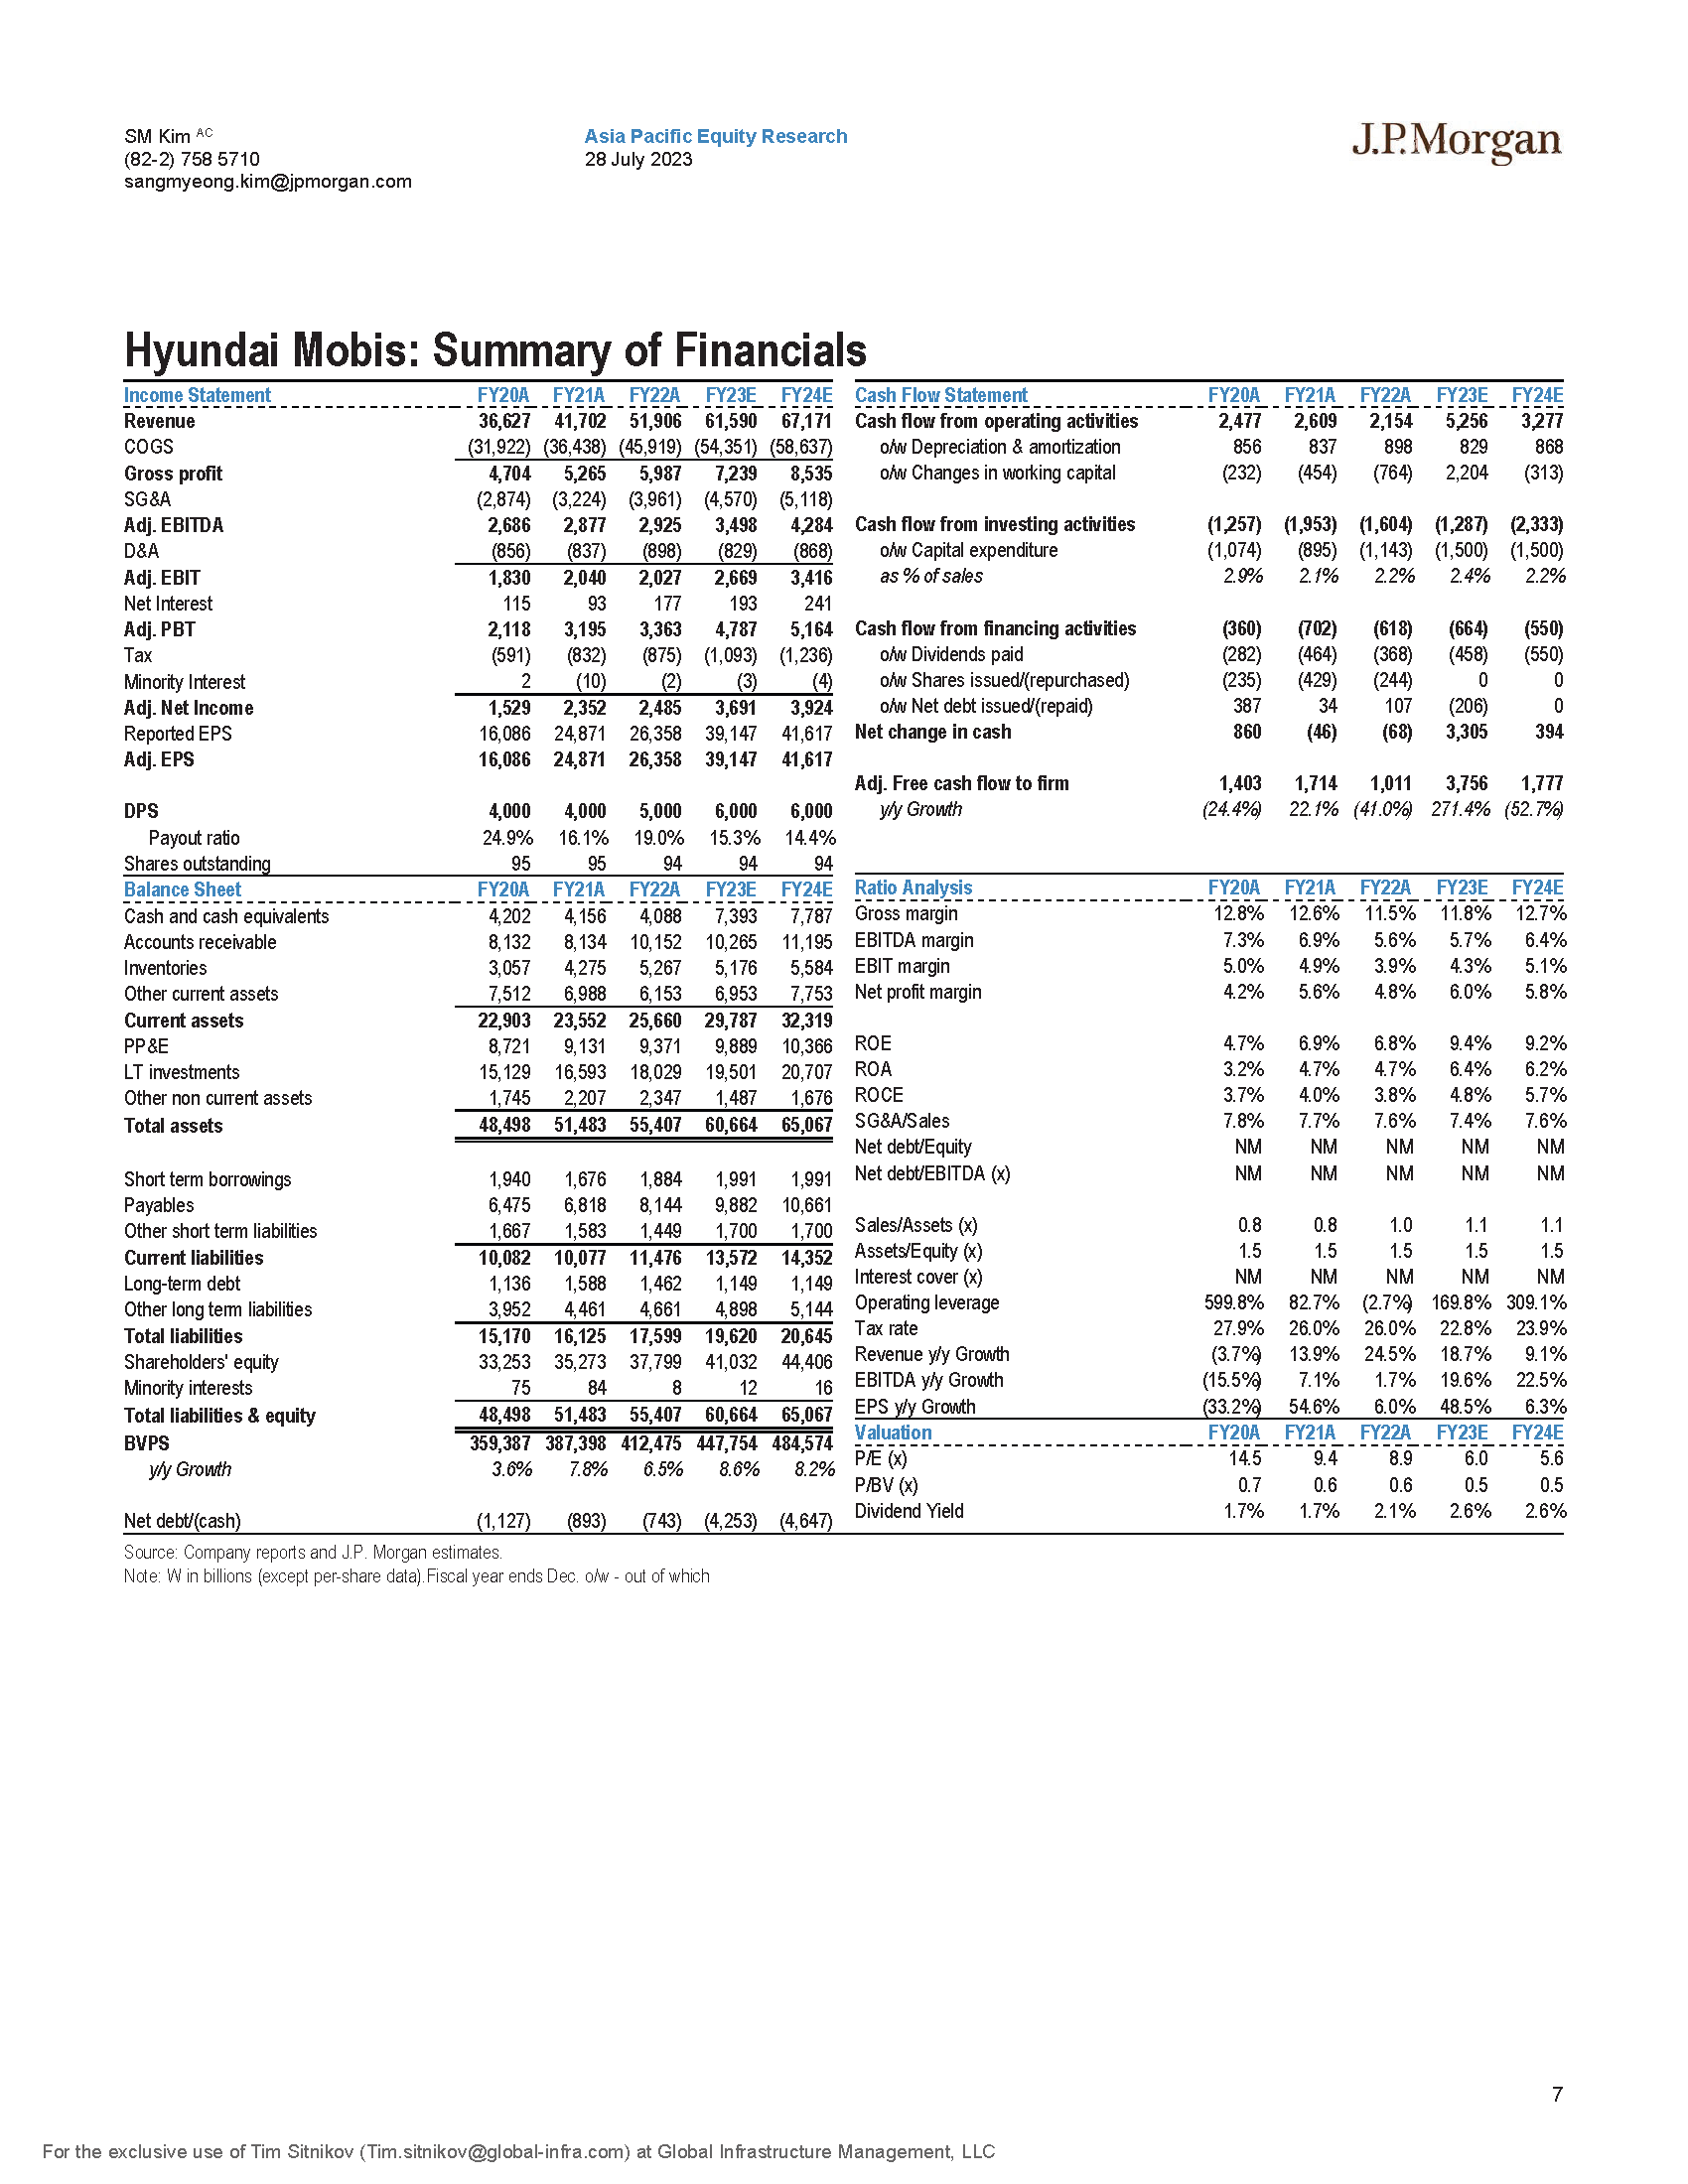 SM Kim AC
(82-2) 758 5710
sangmyeong.kim@jpmorgan.com
Asia Pacific Equity Research
28 July 2023
J.P.Morgan
Hyundai Mobis: Summary of Financials
Income Statement FY20A FY21A FY22A FY23E FY24E
Revenue 36,627 41,702 51,906 61,590 67,171
COGS (31,922) (36,438) (45,919) (54,351) (58,637)
Gross profit 4,704 5,265 5,987 7,239 8,535
SG&A (2,874) (3,224) (3,961) (4,570) (5,118)
Adj. EBITDA 2,686 2,877 2,925 3,498 4,284
D&A (856) (837) (898) (829) (868)
Adj. EBIT 1,830 2,040 2,027 2,669 3,416
Net Interest 115 93 177 193 241
Adj. PBT 2,118 3,195 3,363 4,787 5,164
Tax (591) (832) (875) (1,093) (1,236)
Minority Interest 2 (10) (2) (3) (4)
Adj. Net Income 1,529 2,352 2,485 3,691 3,924
Reported EPS 16,086 24,871 26,358 39,147 41,617
Adj. EPS 16,086 24,871 26,358 39,147 41,617
DPS 4,000 4,000 5,000 6,000 6,000
Payout ratio 24.9% 16.1% 19.0% 15.3% 14.4%
Shares outstanding 95 95 94 94 94
Balance Sheet FY20A FY21A FY22A FY23E FY24E
Cash and cash equivalents 4,202 4,156 4,088 7,393 7,787
Accounts receivable 8,132 8,134 10,152 10,265 11,195
Inventories 3,057 4,275 5,267 5,176 5,584
Other current assets 7,512 6,988 6,153 6,953 7,753
Current assets 22,903 23,552 25,660 29,787 32,319
PP&E 8,721 9,131 9,371 9,889 10,366
LT investments 15,129 16,593 18,029 19,501 20,707
Other non current assets 1,745 2,207 2,347 1,487 1,676
Total assets 48,498 51,483 55,407 60,664 65,067
Short term borrowings 1,940 1,676 1,884 1,991 1,991
Payables 6,475 6,818 8,144 9,882 10,661
Other short term liabilities 1,667 1,583 1,449 1,700 1,700
Current liabilities 10,082 10,077 11,476 13,572 14,352
Long-term debt 1,136 1,588 1,462 1,149 1,149
Other long term liabilities 3,952 4,461 4,661 4,898 5,144
Total liabilities 15,170 16,125 17,599 19,620 20,645
Shareholders' equity 33,253 35,273 37,799 41,032 44,406
Minority interests 75 84 8 12 16
Total liabilities & equity 48,498 51,483 55,407 60,664 65,067
BVPS 359,387 387,398 412,475 447,754 484,574
y/y Growth 3.6% 7.8% 6.5% 8.6% 8.2%
Net debt/(cash) (1,127) (893) (743) (4,253) (4,647)
Cash Flow Statement FY20A FY21A FY22A FY23E FY24E
Cash flow from operating activities 2,477 2,609 2,154 5,256 3,277
o/w Depreciation & amortization 856 837 898 829 868
o/w Changes in working capital (232) (454) (764) 2,204 (313)
Cash flow from investing activities (1,257) (1,953) (1,604) (1,287) (2,333)
o/w Capital expenditure (1,074) (895) (1,143) (1,500) (1,500)
as % of sales 2.9% 2.1% 2.2% 2.4% 2.2%
Cash flow from financing activities (360) (702) (618) (664) (550)
o/w Dividends paid (282) (464) (368) (458) (550)
o/w Shares issued/(repurchased) (235) (429) (244) 0 0
o/w Net debt issued/(repaid) 387 34 107 (206) 0
Net change in cash 860 (46) (68) 3,305 394
Adj. Free cash flow to firm 1,403 1,714 1,011 3,756 1,777
y/y Growth (24.4%) 22.1% (41.0%) 271.4% (52.7%)
Ratio Analysis FY20A FY21A FY22A FY23E FY24E
Gross margin 12.8% 12.6% 11.5% 11.8% 12.7%
EBITDA margin 7.3% 6.9% 5.6% 5.7% 6.4%
EBIT margin 5.0% 4.9% 3.9% 4.3% 5.1%
Net profit margin 4.2% 5.6% 4.8% 6.0% 5.8%
ROE 4.7% 6.9% 6.8% 9.4% 9.2%
ROA 3.2% 4.7% 4.7% 6.4% 6.2%
ROCE 3.7% 4.0% 3.8% 4.8% 5.7%
SG&A/Sales 7.8% 7.7% 7.6% 7.4% 7.6%
Net debt/Equity NM NM NM NM NM
Net debt/EBITDA (x) NM NM NM NM NM
Sales/Assets (x) 0.8 0.8 1.0 1.1 1.1
Assets/Equity (x) 1.5 1.5 1.5 1.5 1.5
Interest cover (x) NM NM NM NM NM
Operating leverage 599.8% 82.7% (2.7%) 169.8% 309.1%
Tax rate 27.9% 26.0% 26.0% 22.8% 23.9%
Revenue y/y Growth (3.7%) 13.9% 24.5% 18.7% 9.1%
EBITDA y/y Growth (15.5%) 7.1% 1.7% 19.6% 22.5%
EPS y/y Growth (33.2%) 54.6% 6.0% 48.5% 6.3%
Valuation FY20A FY21A FY22A FY23E FY24E
P/E (x) 14.5 9.4 8.9 6.0 5.6
P/BV (x) 0.7 0.6 0.6 0.5 0.5
Dividend Yield 1.7% 1.7% 2.1% 2.6% 2.6%
Source: Company reports and J.P. Morgan estimates.
Note: W in billions (except per-share data).Fiscal year ends Dec. o/w - out of which
7
For the exclusive use of Tim Sitnikov (Tim.sitnikov@global-infra.com) at Global Infrastructure Management, LLC